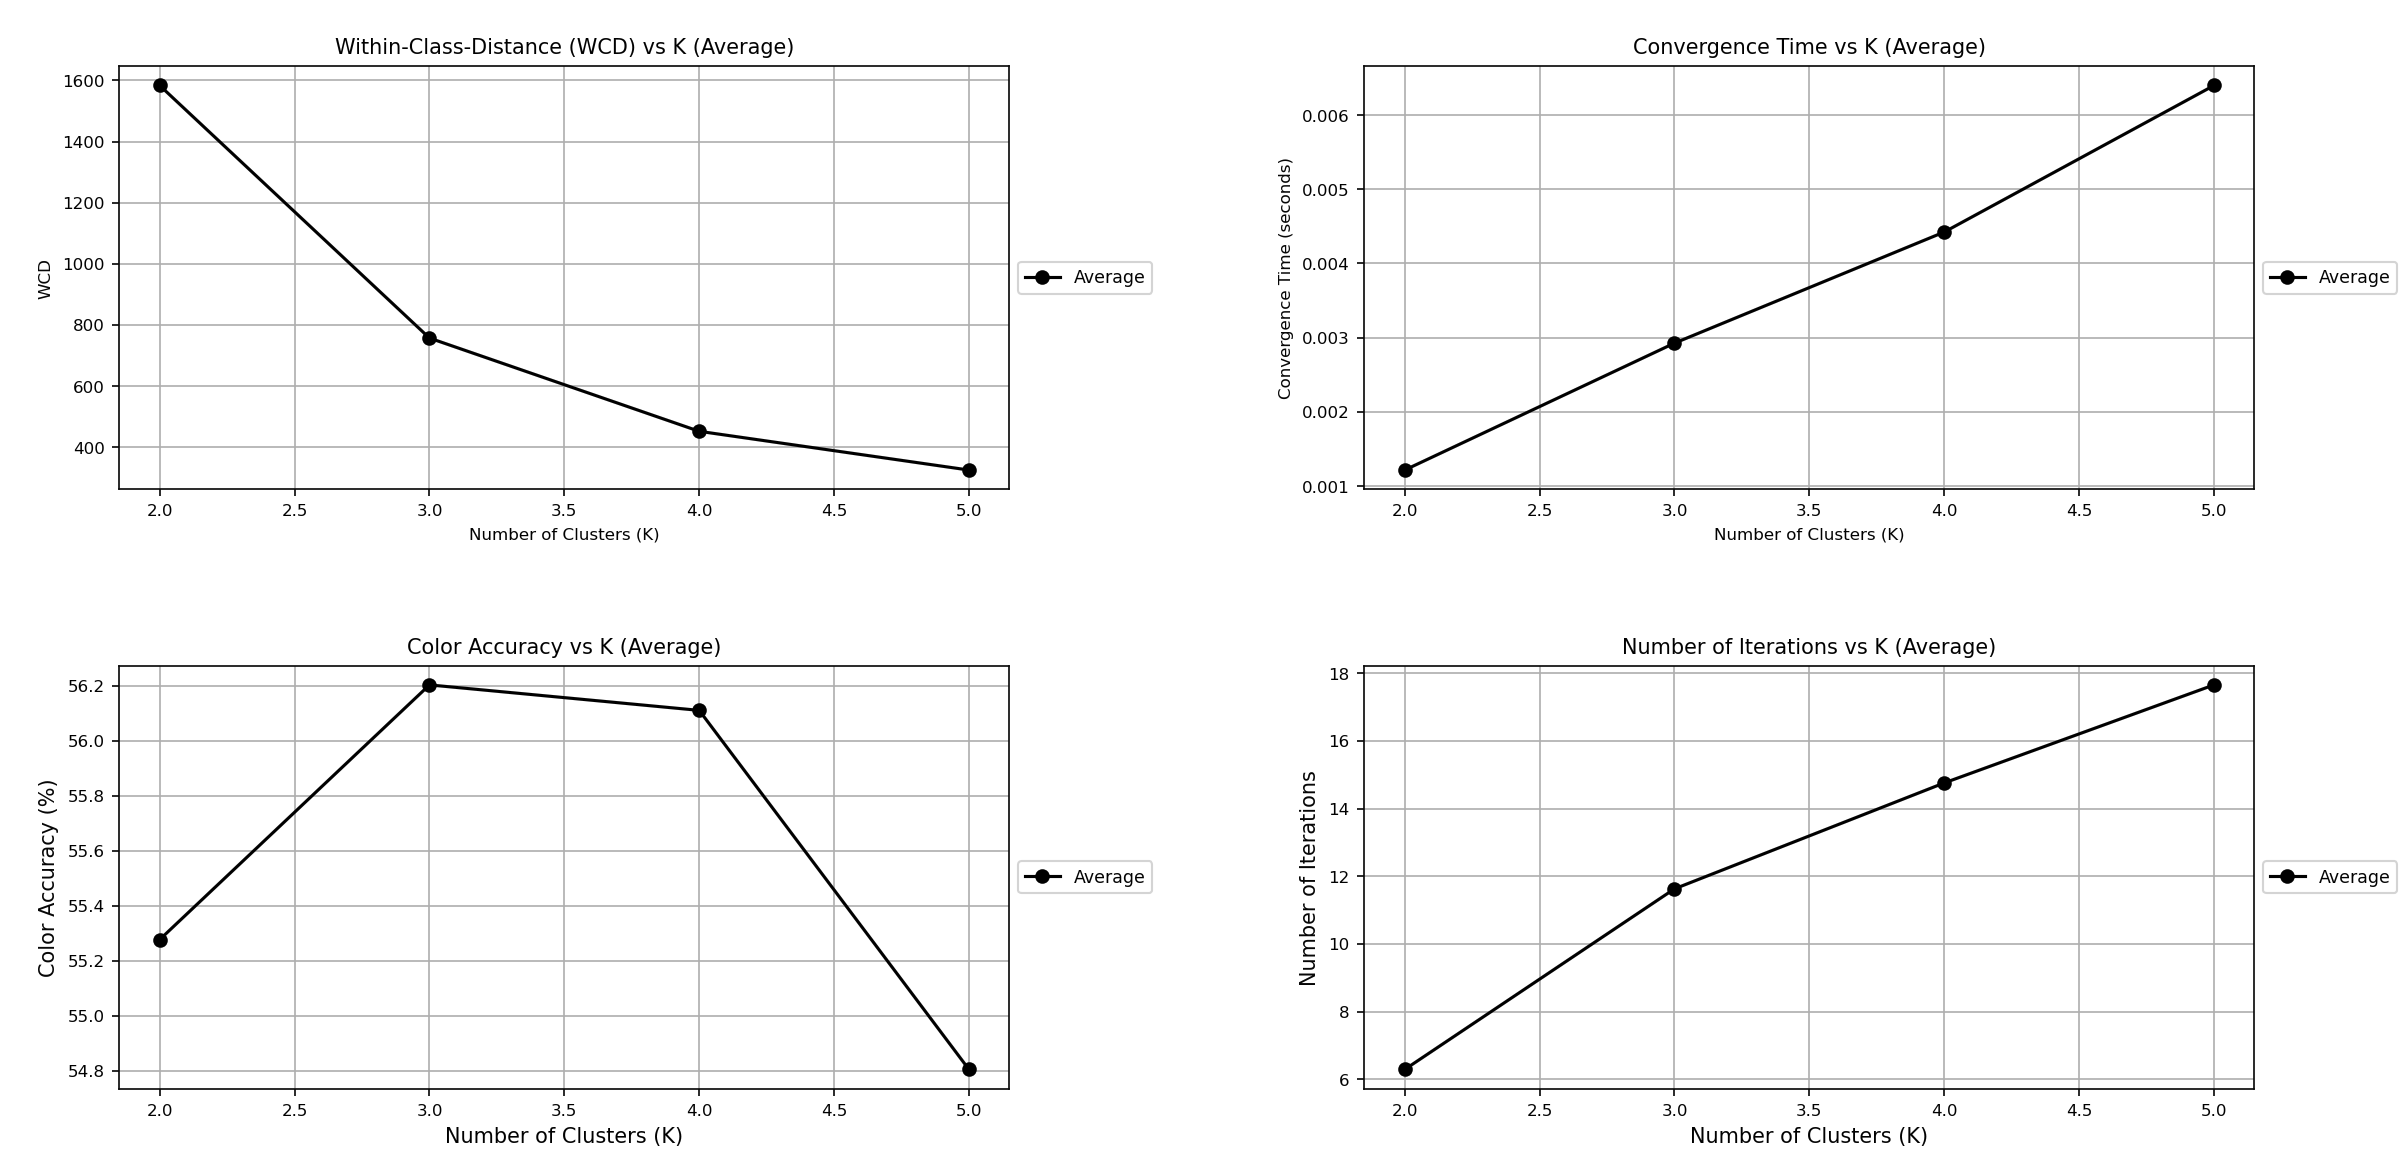 Within-Class-Distance (WCD) vs K (Average)
1600
1400
1200
1000
800
600
400
WCD
2.0 2.5 3.0 3.5 4.0 4.5 5.0
Number of Clusters (K)
Average
Convergence Time vs K (Average)
0.006
0.005
0.004
0.003
0.002
0.001
Convergence Time (seconds)
2.0 2.5 3.0 3.5 4.0 4.5 5.0
Number of Clusters (K)
Average
Color Accuracy vs K (Average)
56.2
56.0
55.8
55.6
55.4
55.2
55.0
54.8
Color Accuracy (%)
2.0 2.5 3.0 3.5 4.0 4.5 5.0
Number of Clusters (K)
Average
Number of Iterations vs K (Average)
18
16
14
12
10
8
6
Number of Iterations
2.0 2.5 3.0 3.5 4.0 4.5 5.0
Number of Clusters (K)
Average